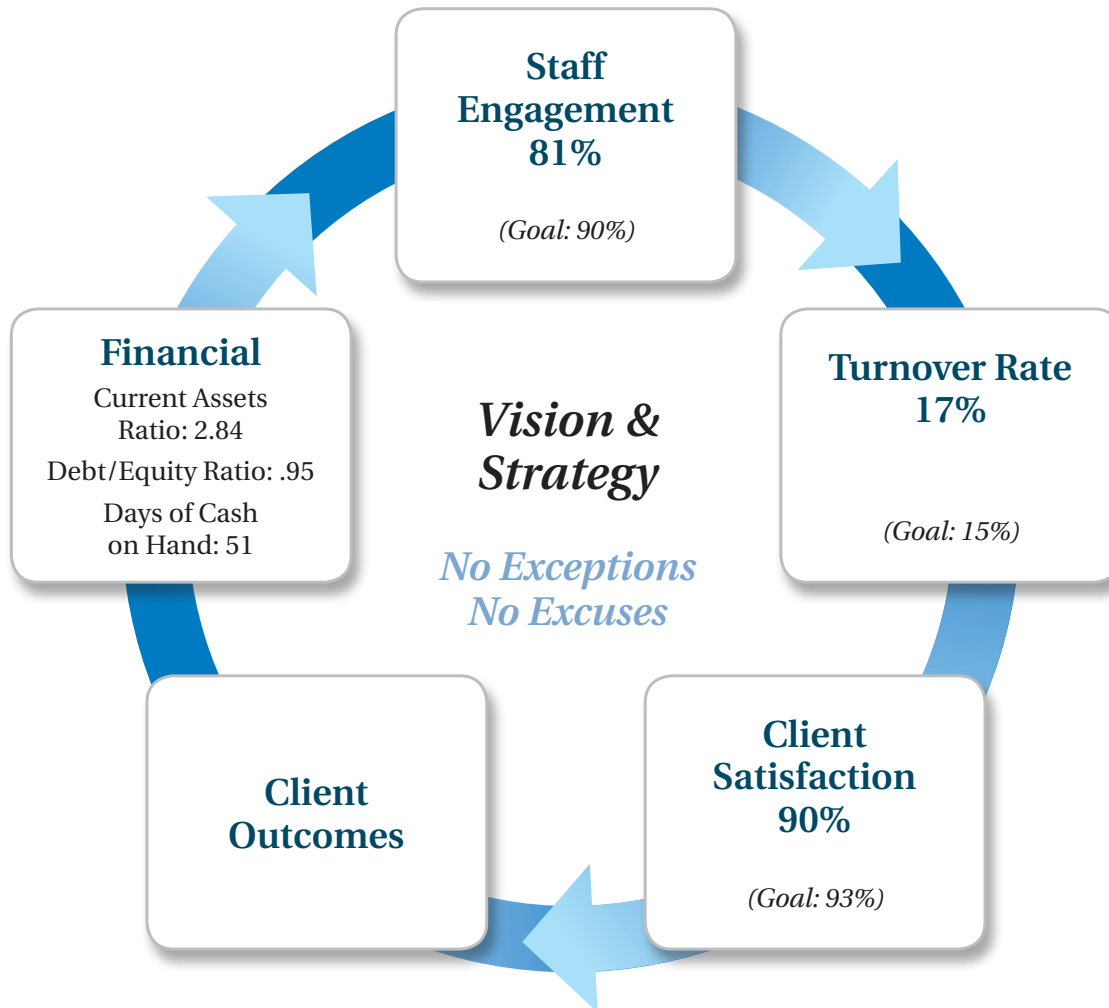 Staff
Engagement
81%
(Goal: 90%)
Financial
Current Assets
Ratio: 2.84
Debt/Equity Ratio: .95
Days of Cash
on Hand: 51
Vision &
Strategy
No Exceptions
No Excuses
Turnover Rate
17%
(Goal: 15%)
Client
Outcomes
Client
Satisfaction
90%
(Goal: 93%)